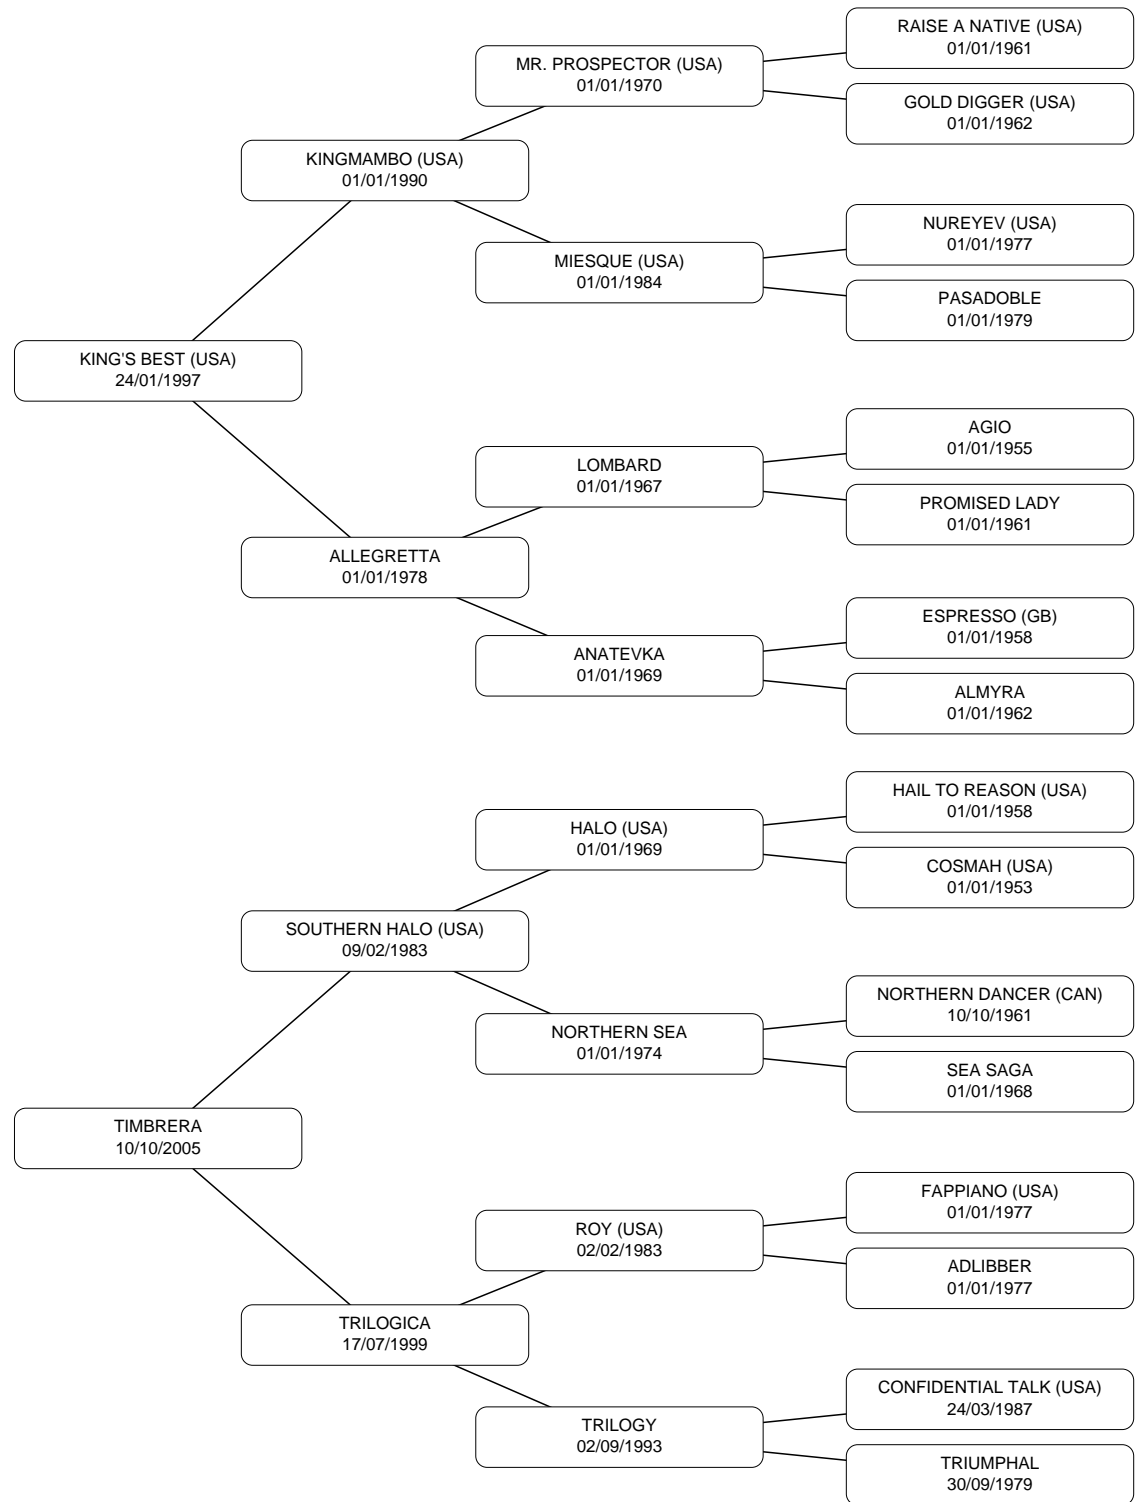 RAISE A NATIVE (USA)
01/01/1961
MR. PROSPECTOR (USA)
01/01/1970
GOLD DIGGER (USA)
01/01/1962
KINGMAMBO (USA)
01/01/1990
NUREYEV (USA)
01/01/1977
MIESQUE (USA)
01/01/1984
PASADOBLE
01/01/1979
KING'S BEST (USA)
24/01/1997
AGIO
01/01/1955
LOMBARD
01/01/1967
PROMISED LADY
01/01/1961
ALLEGRETTA
01/01/1978
ESPRESSO (GB)
01/01/1958
ANATEVKA
01/01/1969
ALMYRA
01/01/1962
HAIL TO REASON (USA)
01/01/1958
HALO (USA)
01/01/1969
COSMAH (USA)
01/01/1953
SOUTHERN HALO (USA)
09/02/1983
NORTHERN DANCER (CAN)
10/10/1961
NORTHERN SEA
01/01/1974
SEA SAGA
01/01/1968
TIMBRERA
10/10/2005
FAPPIANO (USA)
01/01/1977
ROY (USA)
02/02/1983
ADLIBBER
01/01/1977
TRILOGICA
17/07/1999
CONFIDENTIAL TALK (USA)
24/03/1987
TRILOGY
02/09/1993
TRIUMPHAL
30/09/1979